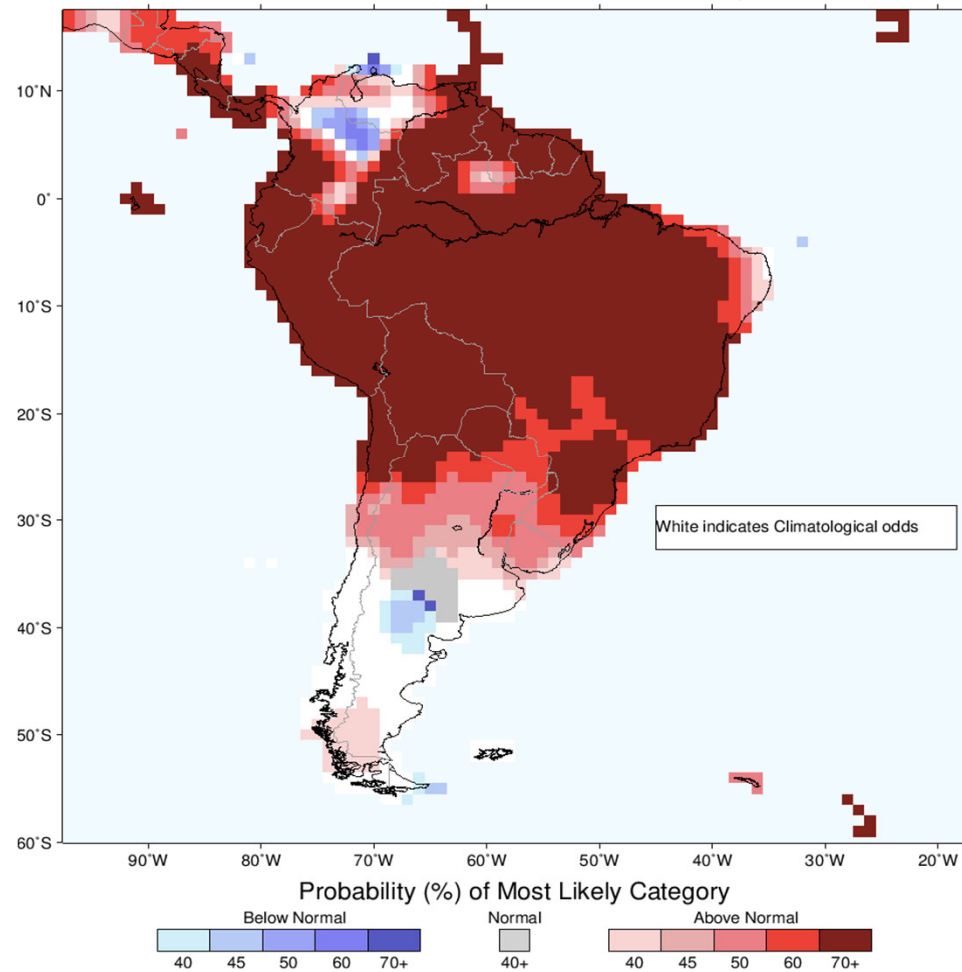 10˚N
0˚
10˚S
20˚S
30˚S
White indicates Climatological odds
40˚S
50˚S
60˚S
90˚W 80˚W 70˚W 60˚W 50˚W 40˚W 30˚W 20˚W
Probability (%) of Most Likely Category
Below Normal Normal Above Normal
40 45 50 60 70+ 40+ 40 45 50 60 70+